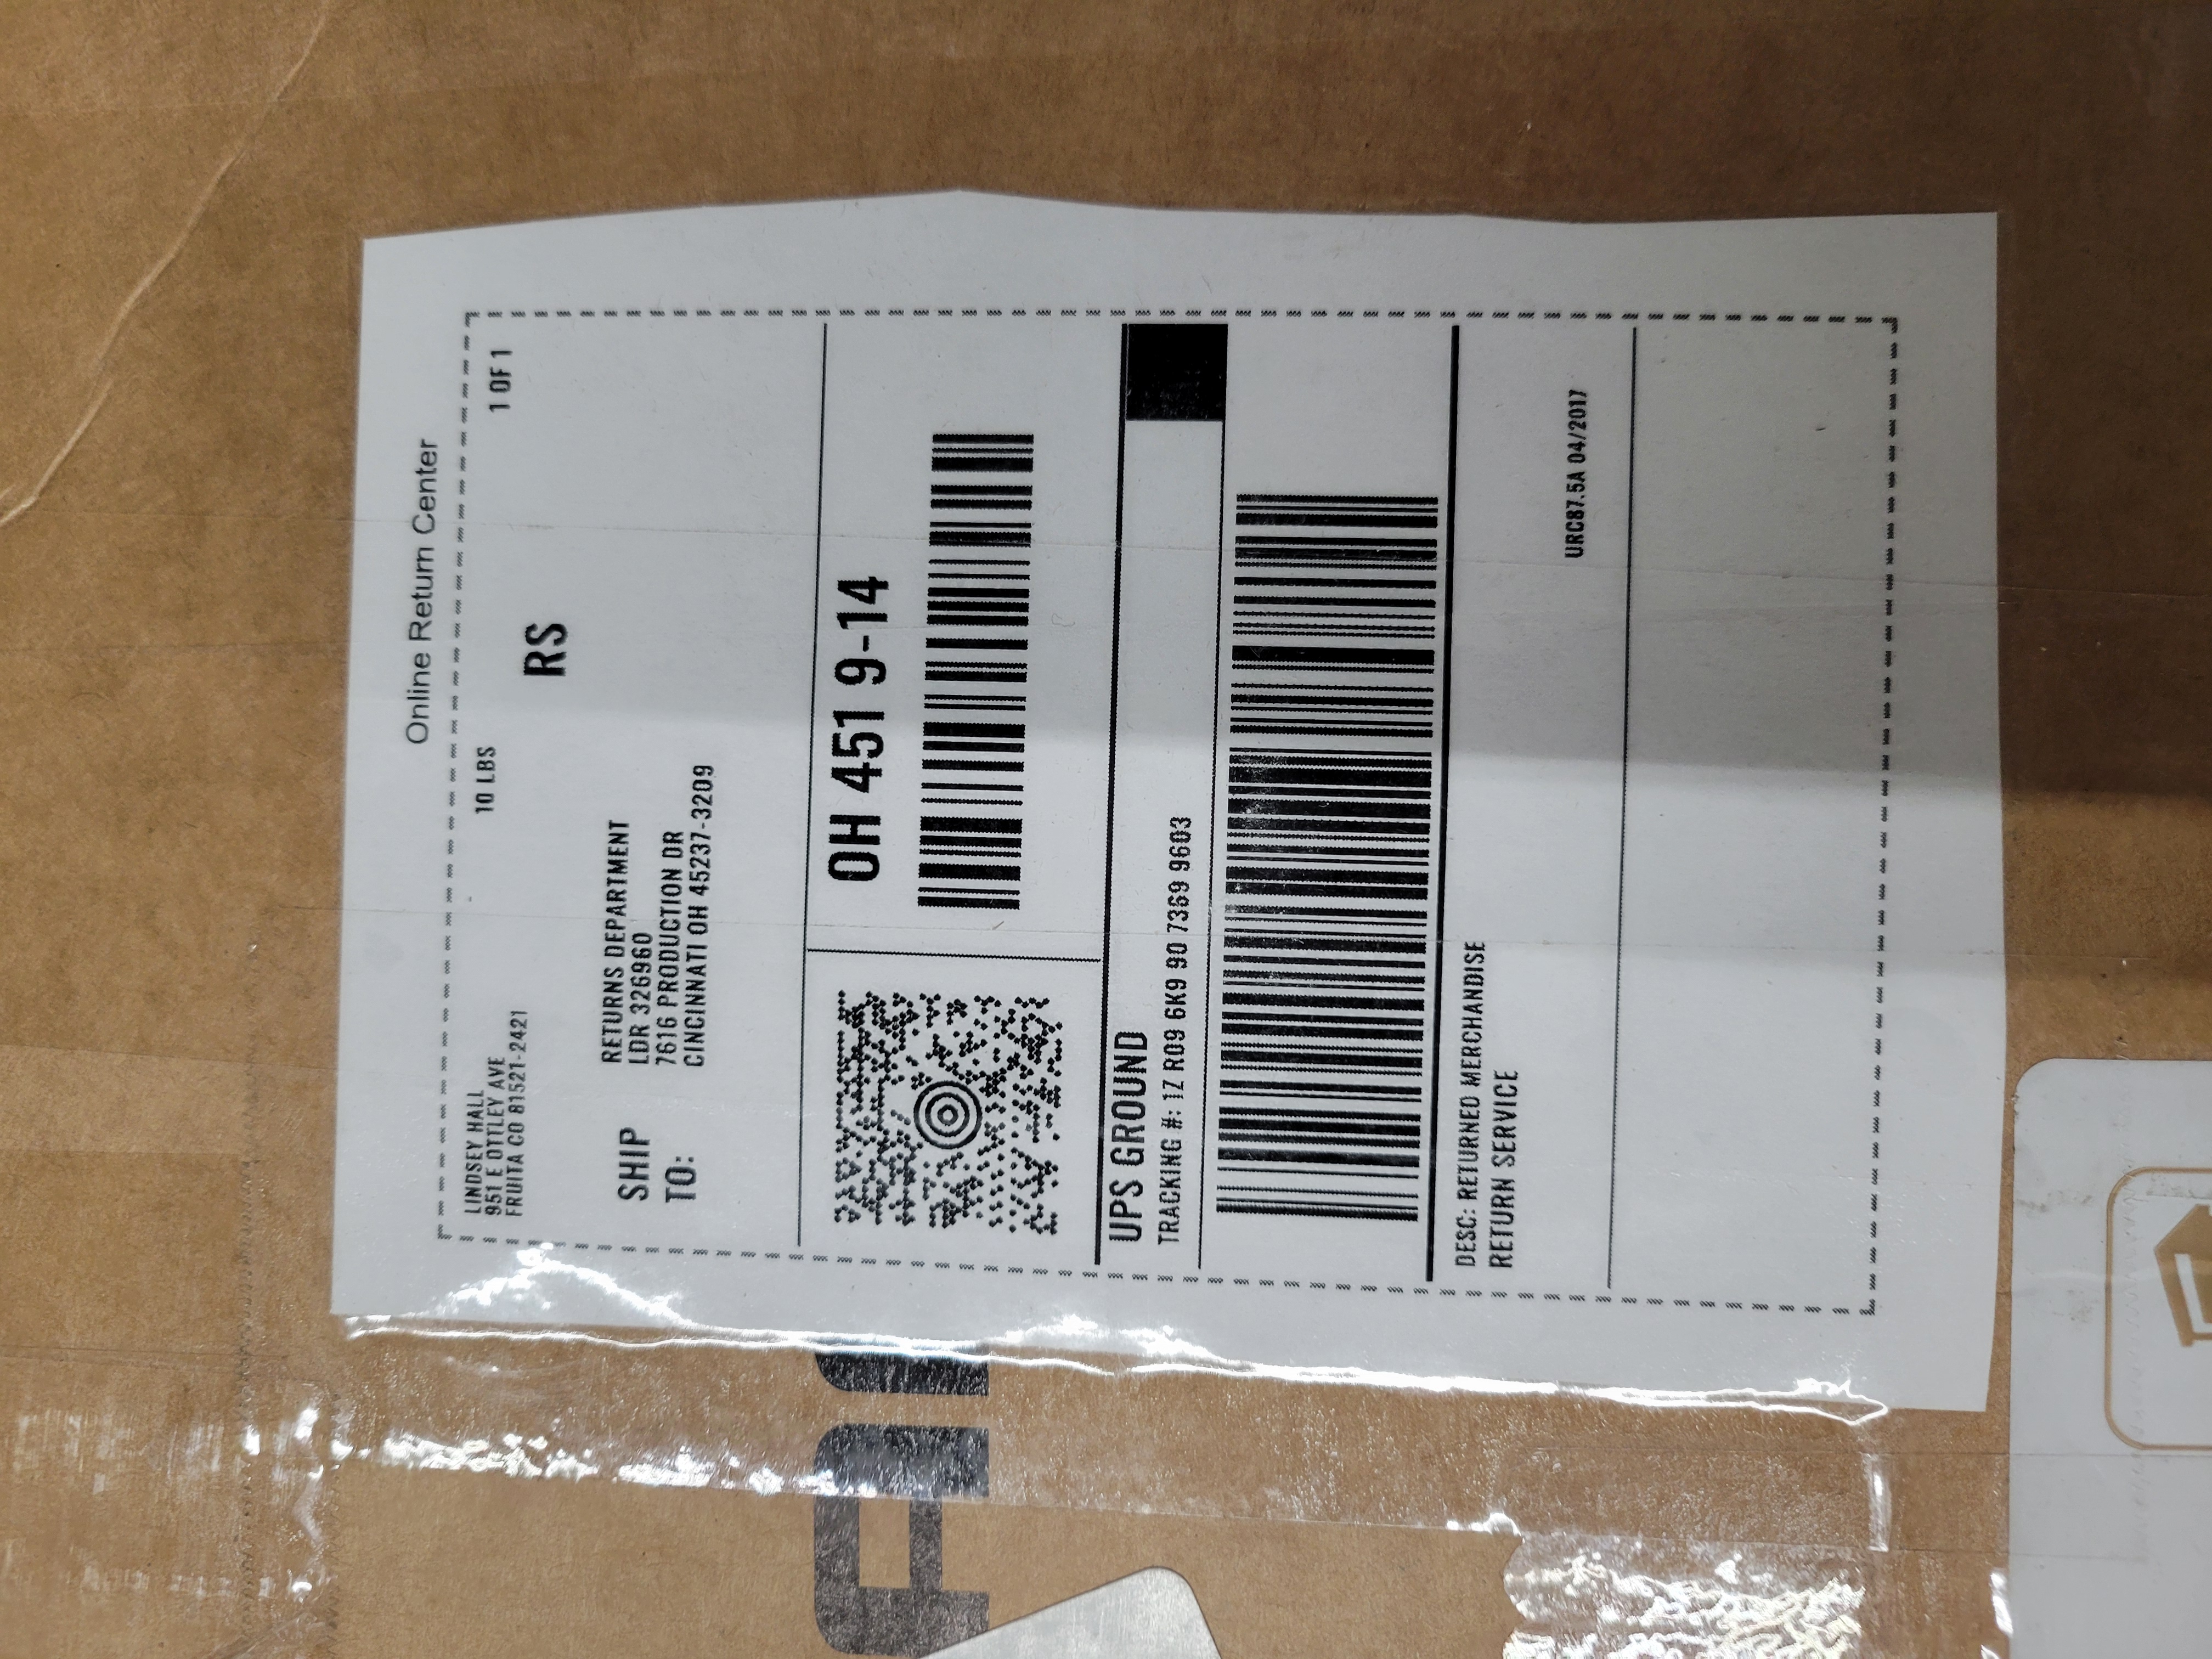 Online Return Center
LINDSEY HALL
951 E OTTLEY AVE
FRUITA CO 81521-2421
10 LBS
1 OF 1
RS
SHIP
TO:
RETURNS DEPARTMENT
LDR 326960
7616 PRODUCTION DR
CINCINNATI OH 45237-3209
OH 451 9-14
UPS GROUND
TRACKING #: 1Z R09 6K9 90 7369 9603
DESC: RETURNED MERCHANDISE
RETURN SERVICE
URC87.5A 04/2017